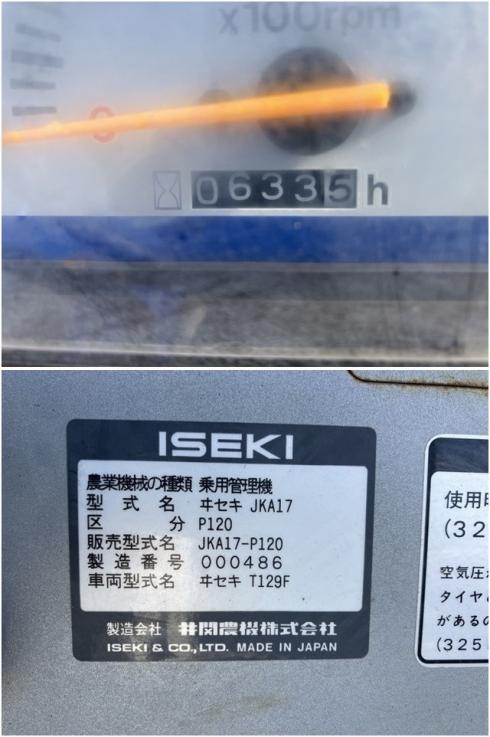 x100rpm
0
06335h
ISEKI
農業機械の種類 乗用管理機
型式名 ヰセキ JKA17
区分 P120
販売型式名 JKA17-P120
製造番号 000486
車両型式名 ヰセキ T129F
製造会社 井関農機株式会社
ISEKI & CO., LTD. MADE IN JAPAN
使用
(32
空気圧
タイヤ
がある
(325